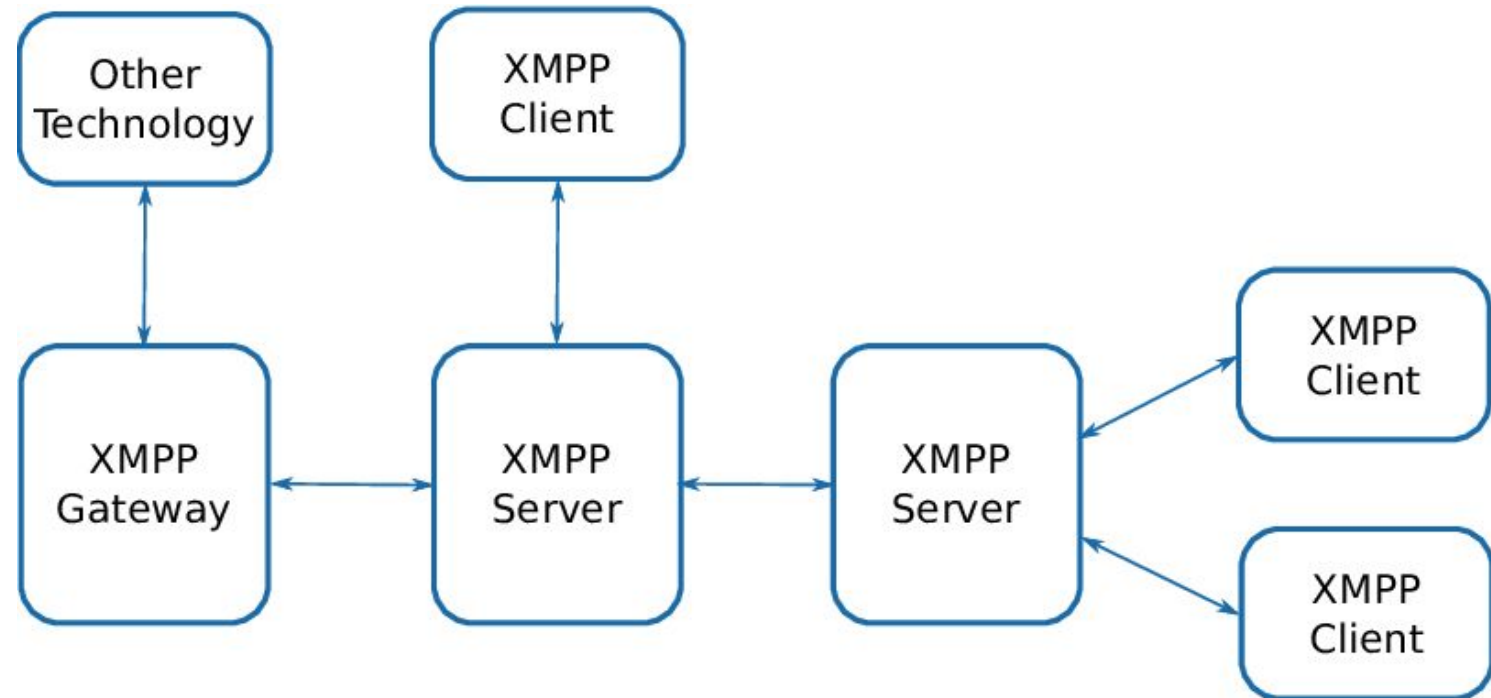 Other
Technology
XMPP
Client
XMPP
Gateway
XMPP
Server
XMPP
Server
XMPP
Client
XMPP
Client